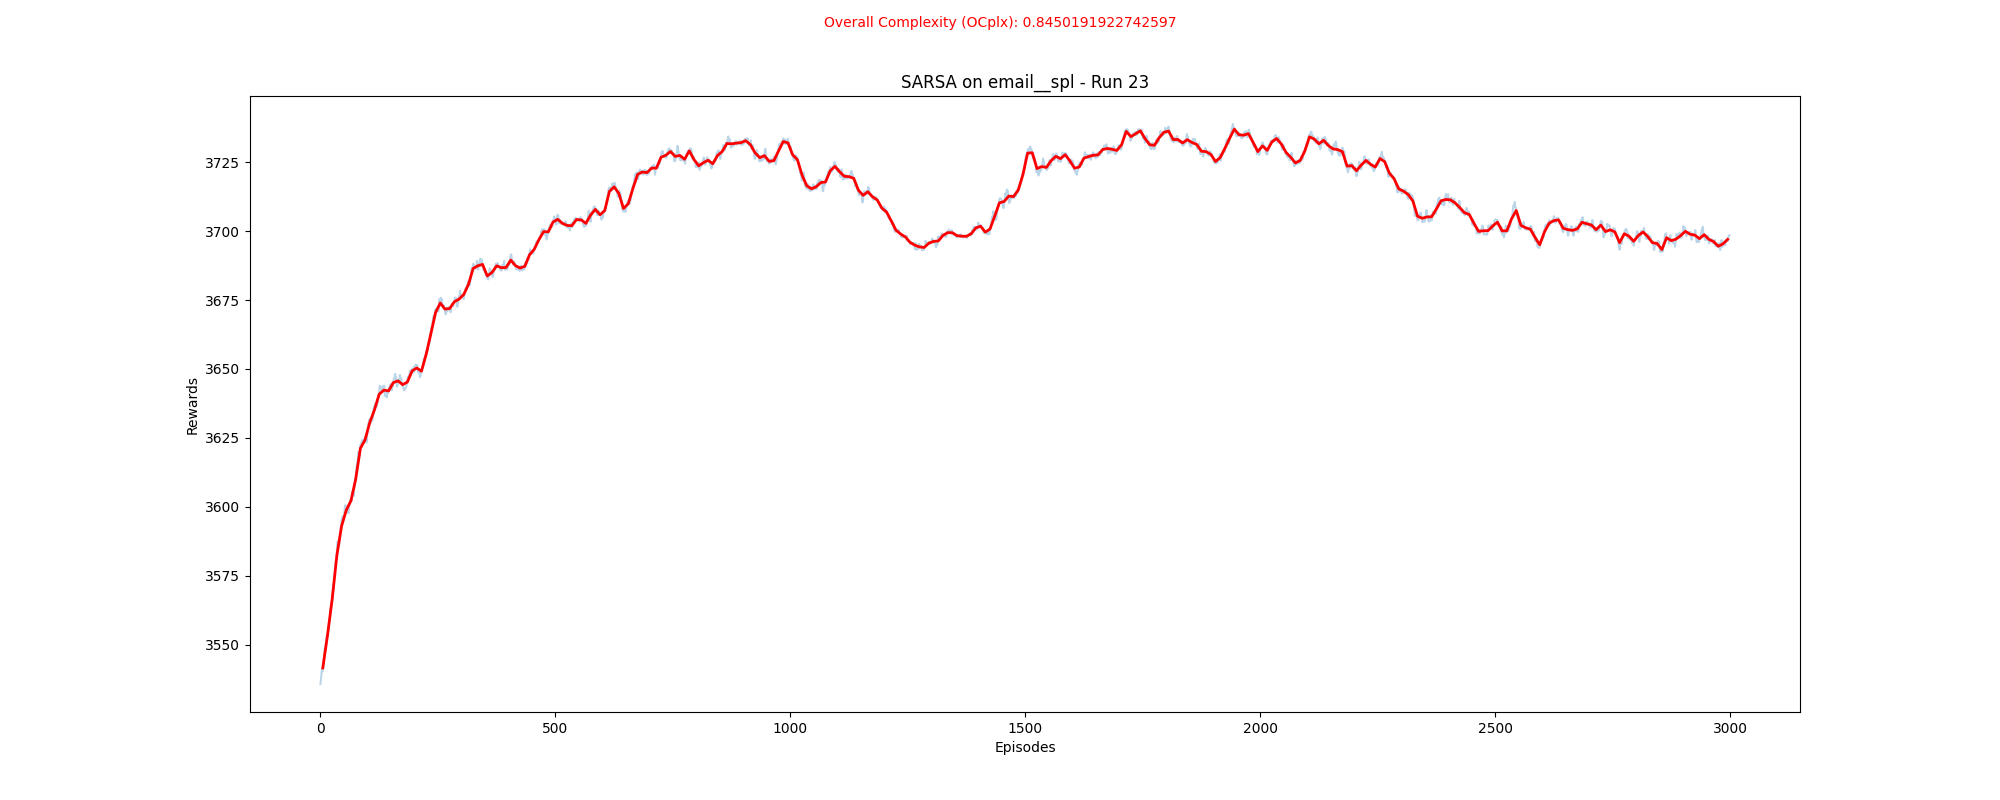 Overall Complexity (OCplx): 0.8450191922742597
SARSA on email__spl - Run 23
3725
3700
3675
3650
3625
3600
3575
3550
Rewards
0 500 1000 1500 2000 2500 3000
Episodes